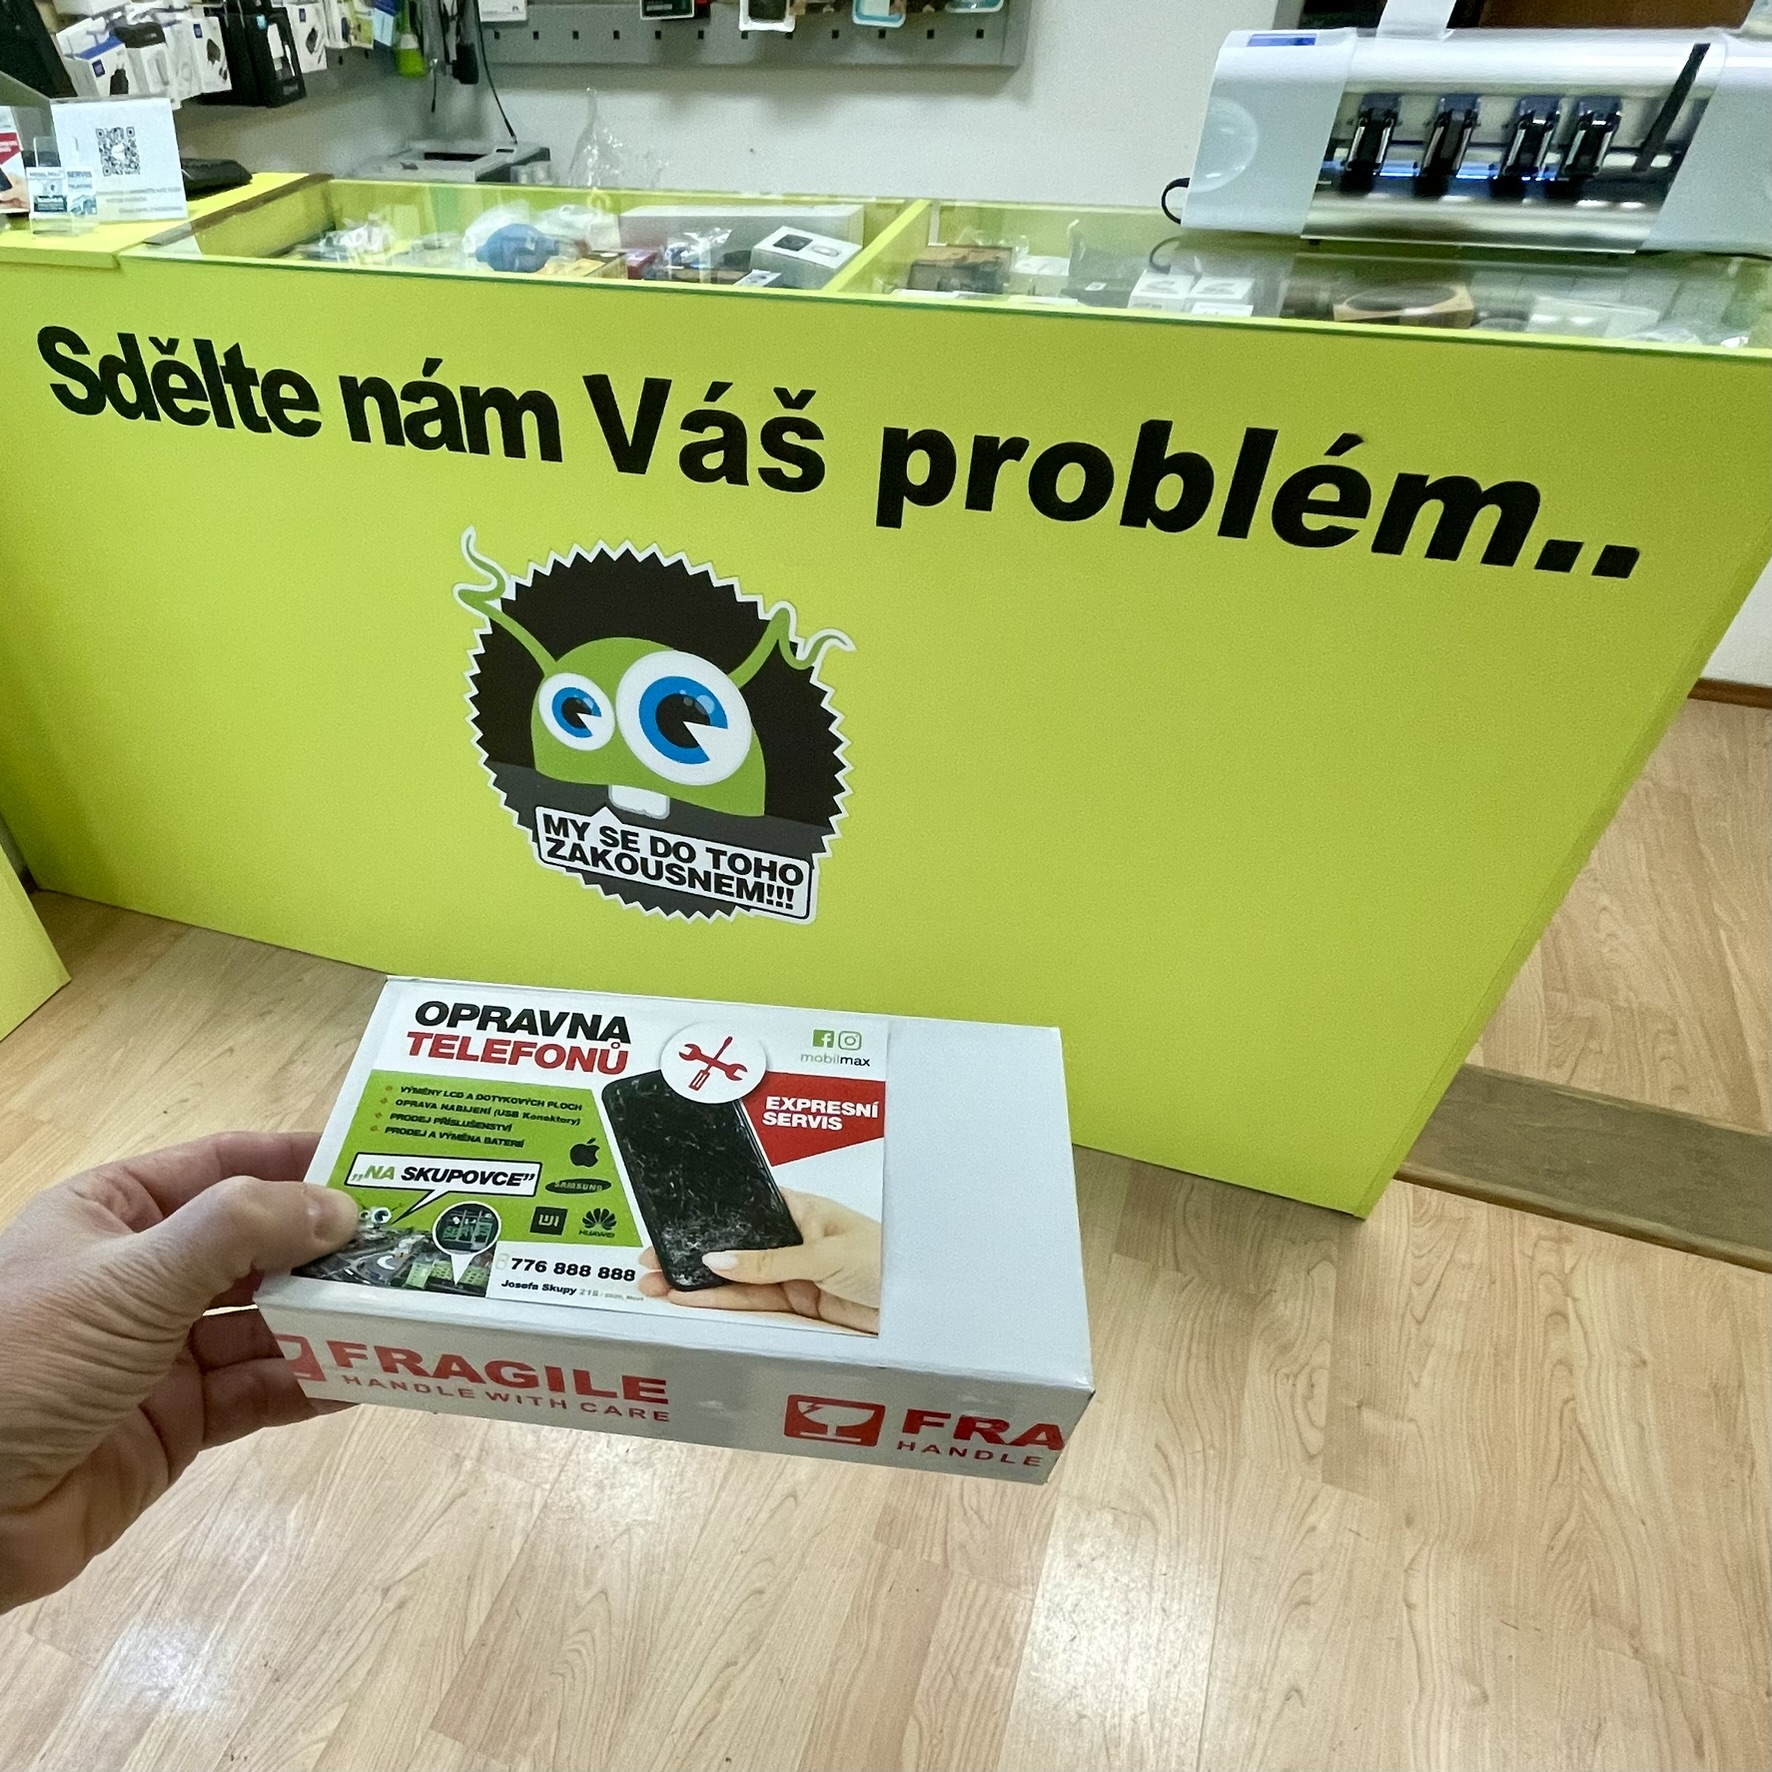 Sdělte nám Váš problém..
MY SE DO TOHO
ZAKOUSNEM!!!
OPRAVNA
TELEFONŮ
mobilmax
VÝMĚNY LCD A DOTYKOVÝCH PLOCH
OPRAVA NABÍJENÍ (USB Konektory)
PRODEJ PŘÍSLUŠENSTVÍ
PRODEJ A VÝMĚNA BATERIÍ
EXPRESNÍ
SERVIS
„NA SKUPOVCE”
SAMSUNG
HUAWEI
SERVIS
776 888 888
Josefa Skupy
FRAGILE
HANDLE WITH CARE
FRA
HANDLE